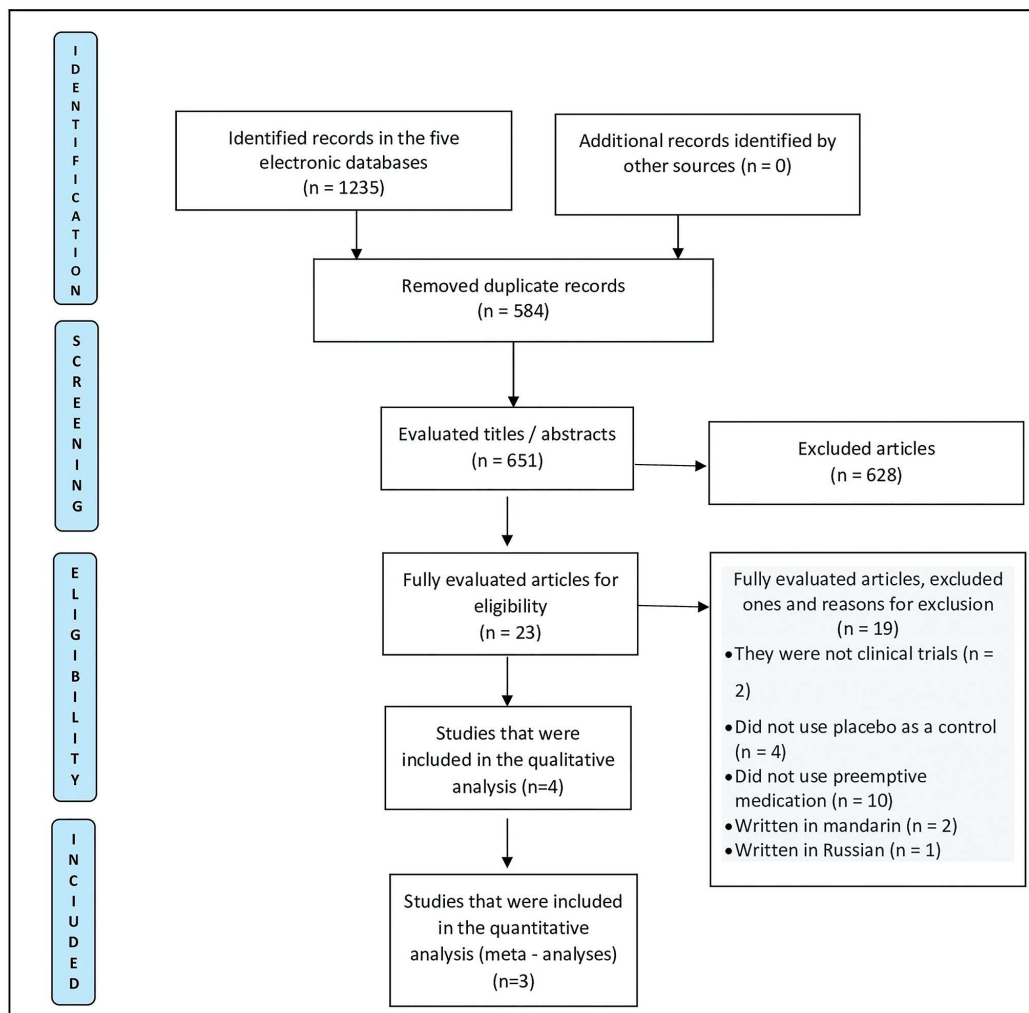 IDENTIFICATION
Identified records in the five
electronic databases
(n = 1235)
Additional records identified by
other sources (n = 0)
Removed duplicate records
(n = 584)
SCREENING
Evaluated titles / abstracts
(n = 651)
Excluded articles
(n = 628)
ELIGIBILITY
Fully evaluated articles for
eligibility
(n = 23)
Fully evaluated articles, excluded
ones and reasons for exclusion
(n = 19)
•They were not clinical trials (n =
2)
•Did not use placebo as a control
(n = 4)
•Did not use preemptive
medication (n = 10)
•Written in mandarin (n = 2)
•Written in Russian (n = 1)
Studies that were
included in the qualitative
analysis (n=4)
INCIUDED
Studies that were included
in the quantitative
analysis (meta - analyses)
(n=3)